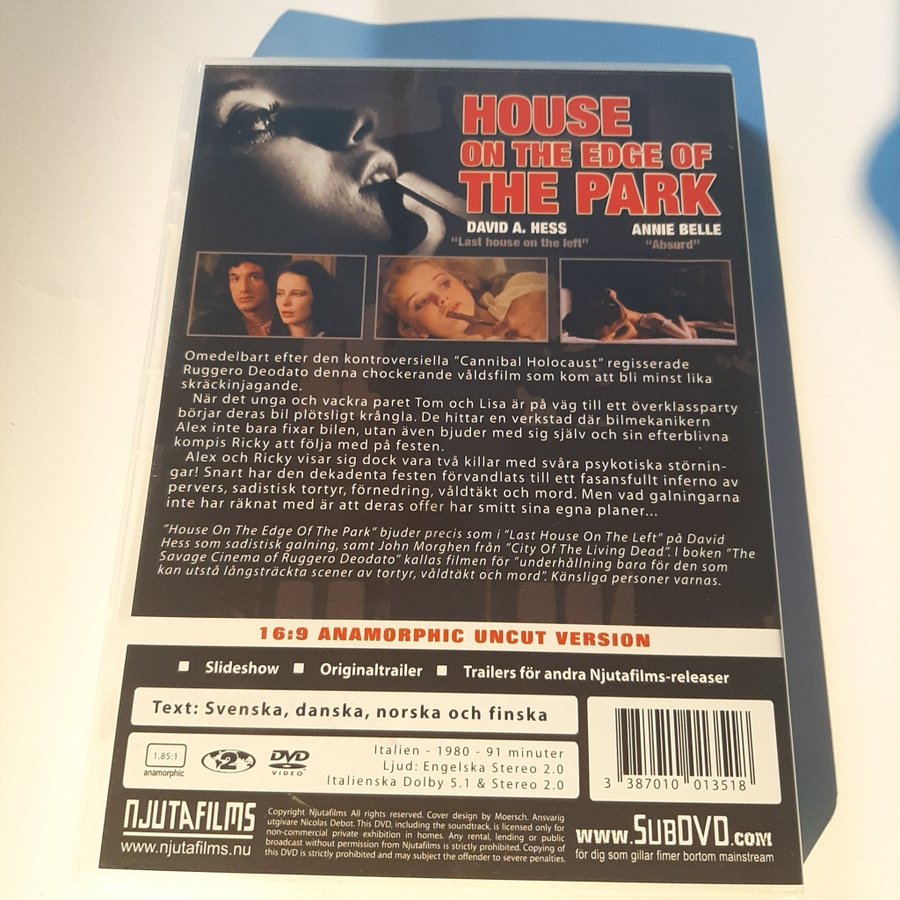 HOUSE
ON THE EDGE OF
THE PARK
DAVID A. HESS ANNIE BELLE
"Last house on the left" "Absurd"
Omedelbart efter den kontroversiella "Cannibal Holocaust" regisserade
Ruggero Deodato denna chockerande våldsfilm som kom att bli minst lika
skräckinjagande.
När det unga och vackra paret Tom och Lisa är på väg till ett överklassparty
börjar deras bil plötsligt krångla. De hittar en verkstad där bilmekanikern
Alex inte bara fixar bilen, utan även bjuder med sig själv och sin efterblivna
kompis Ricky att följa med på festen.
Alex och Ricky visar sig dock vara två killar med svåra psykotiska störnin-
gar! Snart har den dekadenta festen förvandlats till ett fasansfullt inferno av
pervers, sadistisk tortyr, förnedring, våldtäkt och mord. Men vad galningarna
inte har räknat med är att deras offer har smitt sina egna planer...
"House On The Edge Of The Park" bjuder precis som i "Last House On The Left" på David
Hess som sadistisk galning, samt John Morghen från "City Of The Living Dead". I boken "The
Savage Cinema of Ruggero Deodato" kallas filmen för "underhållning bara för den som
kan utstå långsträckta scener av tortyr, våldtäkt och mord". Känsliga personer varnas.
16:9 ANAMORPHIC UNCUT VERSION
Slideshow Originaltrailer Trailers för andra Njutafilms-releaser
Text: Svenska, danska, norska och finska
1.85:1
anamorphic
2
DVD
VIDEO
Italien - 1980 - 91 minuter
Ljud: Engelska Stereo 2.0
Italienska Dolby 5.1 & Stereo 2.0
3 387010 013518
NJUTAFILMS
www.njutafilms.nu
Copyright Njutafilms All rights reserved. Cover design by Moersch. Ansvarig
utgivare Nicolas Debot. This DVD, including the soundtrack, is licensed only for
non-commercial private exhibition in homes. Any rental, lending or public
broadcast without permission from Njutafilms is strictly prohibited. Copying of
this DVD is strictly prohibited and may subject the offender to severe penalties.
www.SubDVD.com
för dig som gillar fimer bortom mainstream